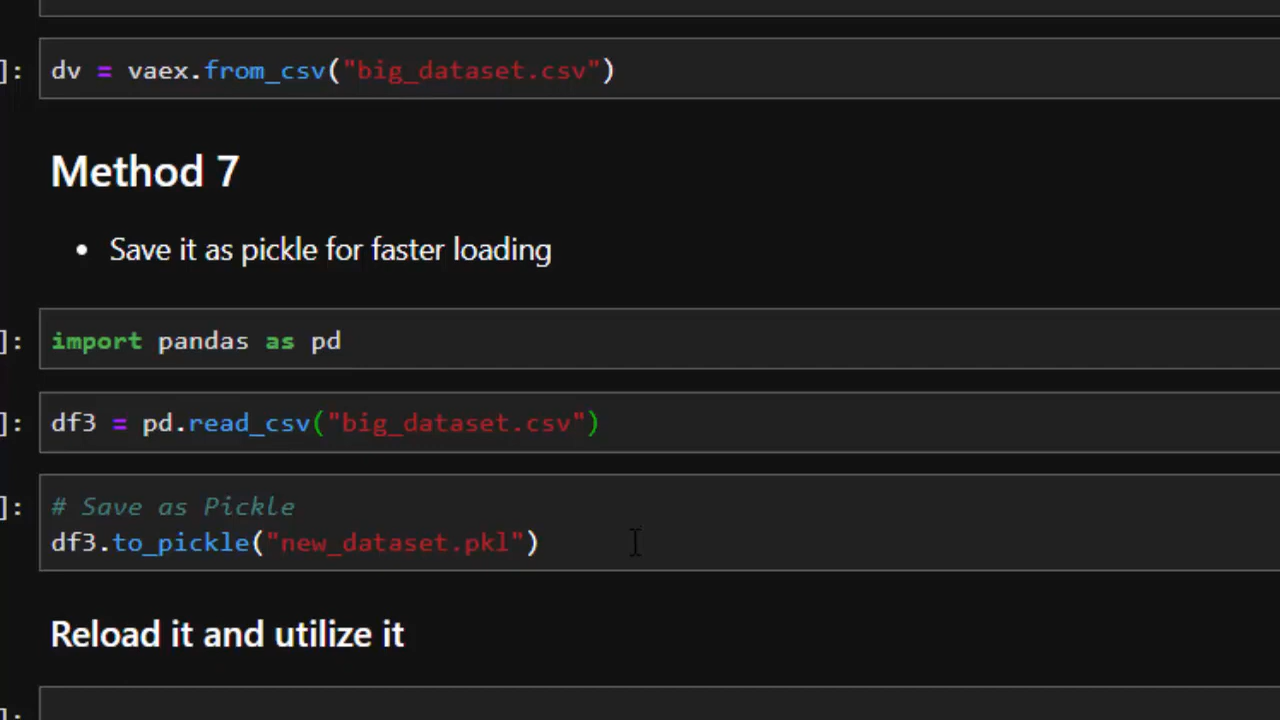 ]: dv = vaex.from_csv("big_dataset.csv")
Method 7
• Save it as pickle for faster loading
]: import pandas as pd
]: df3 = pd.read_csv("big_dataset.csv")
]: # Save as Pickle
df3.to_pickle("new_dataset.pkl")
Reload it and utilize it
]: